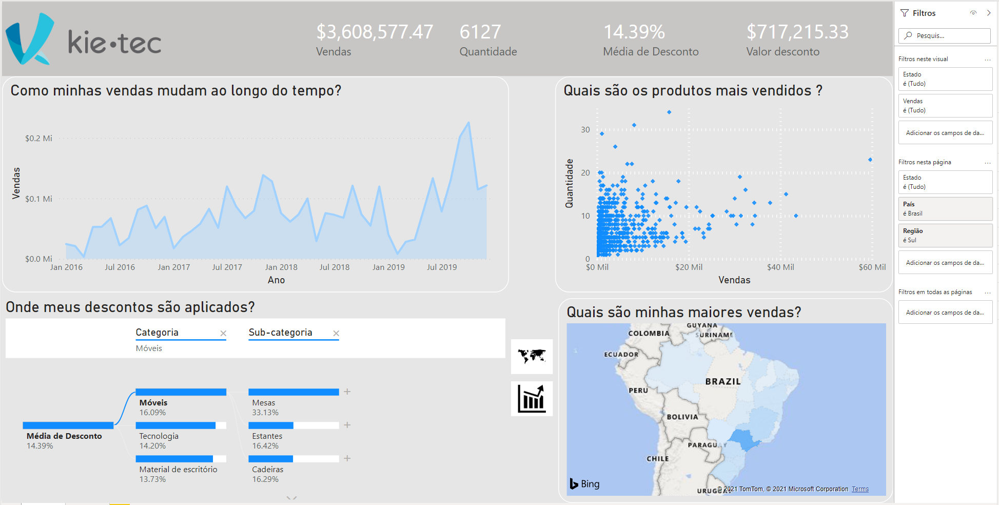 kie•tec
$3,608,577.47
Vendas
6127
Quantidade
14.39%
Média de Desconto
$717,215.33
Valor desconto
Como minhas vendas mudam ao longo do tempo?
Vendas
$0.2 Mi
$0.1 Mi
$0.0 Mi
Jan 2016
Jul 2016
Jan 2017
Jul 2017
Jan 2018
Jul 2018
Jan 2019
Jul 2019
Ano
Quais são os produtos mais vendidos ?
Quantidade
30
20
10
0
$0 Mil
$20 Mil
$40 Mil
$60 Mil
Vendas
Onde meus descontos são aplicados?
Categoria
Móveis
Sub-categoria
Média de Desconto
14.39%
Móveis
16.09%
Tecnologia
14.20%
Material de escritório
13.73%
Mesas
33.13%
Estantes
16.42%
Cadeiras
16.29%
Quais são minhas maiores vendas?
GUYANA
COLOMBIA
SURINAME
ECUADOR
BRAZIL
PERU
BOLIVIA
PARAGUAY
CHILE
URUGUAY
Bing
© 2021 TomTom, © 2021 Microsoft Corporation Terms
Filtros
Pesquis...
Filtros neste visual ...
Estado
é (Tudo)
Vendas
é (Tudo)
Adicionar os campos de da...
Filtros nesta página ...
Estado
é (Tudo)
País
é Brasil
Região
é Sul
Adicionar os campos de da...
Filtros em todas as páginas ...
Adicionar os campos de da...